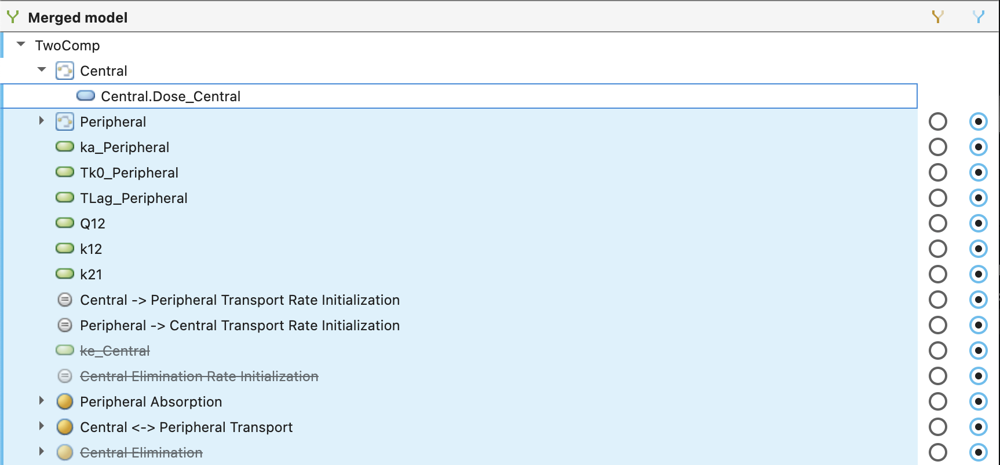 Merged model
TwoComp
Central
Central.Dose_Central
Peripheral
ka_Peripheral
Tk0_Peripheral
TLag_Peripheral
Q12
k12
k21
Central -> Peripheral Transport Rate Initialization
Peripheral -> Central Transport Rate Initialization
ke_Central
Central Elimination Rate Initialization
Peripheral Absorption
Central <-> Peripheral Transport
Central Elimination